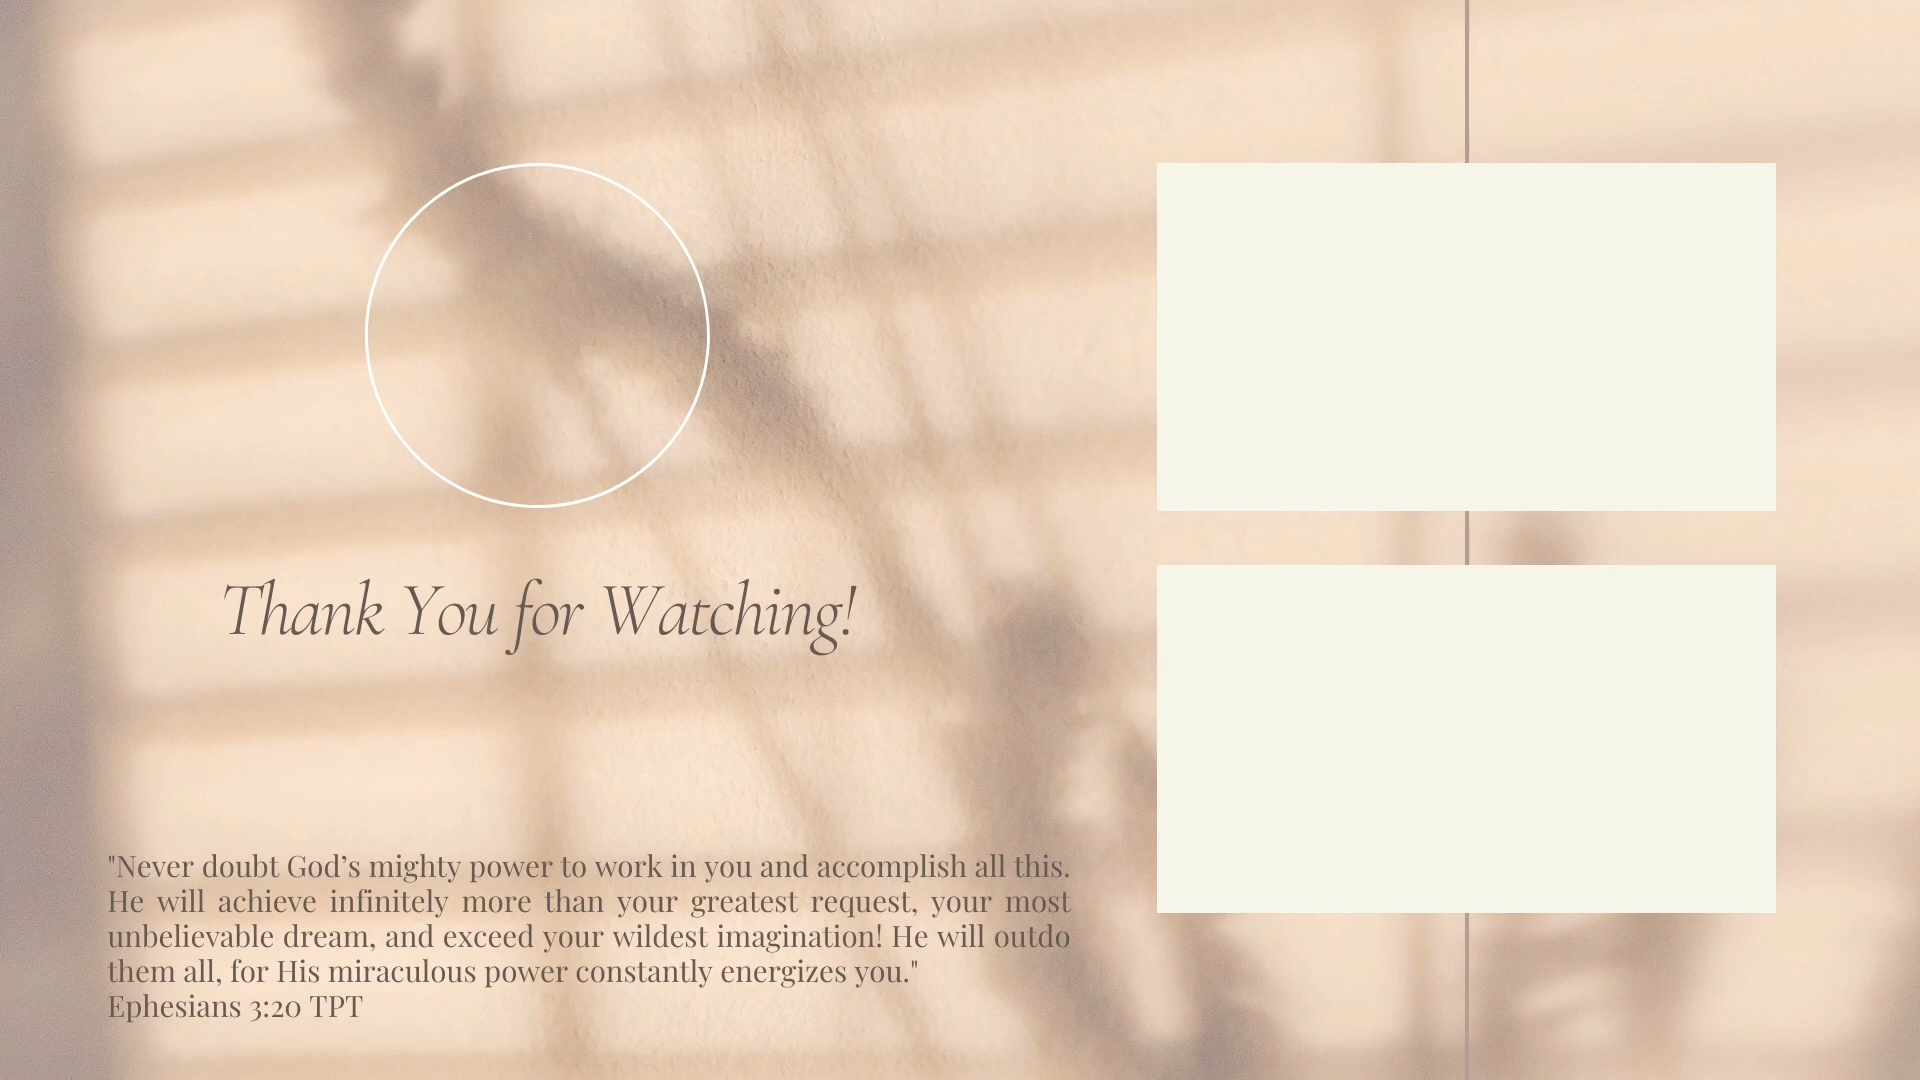 Thank You for Watching!
"Never doubt God’s mighty power to work in you and accomplish all this.
He will achieve infinitely more than your greatest request, your most
unbelievable dream, and exceed your wildest imagination! He will outdo
them all, for His miraculous power constantly energizes you."
Ephesians 3:20 TPT